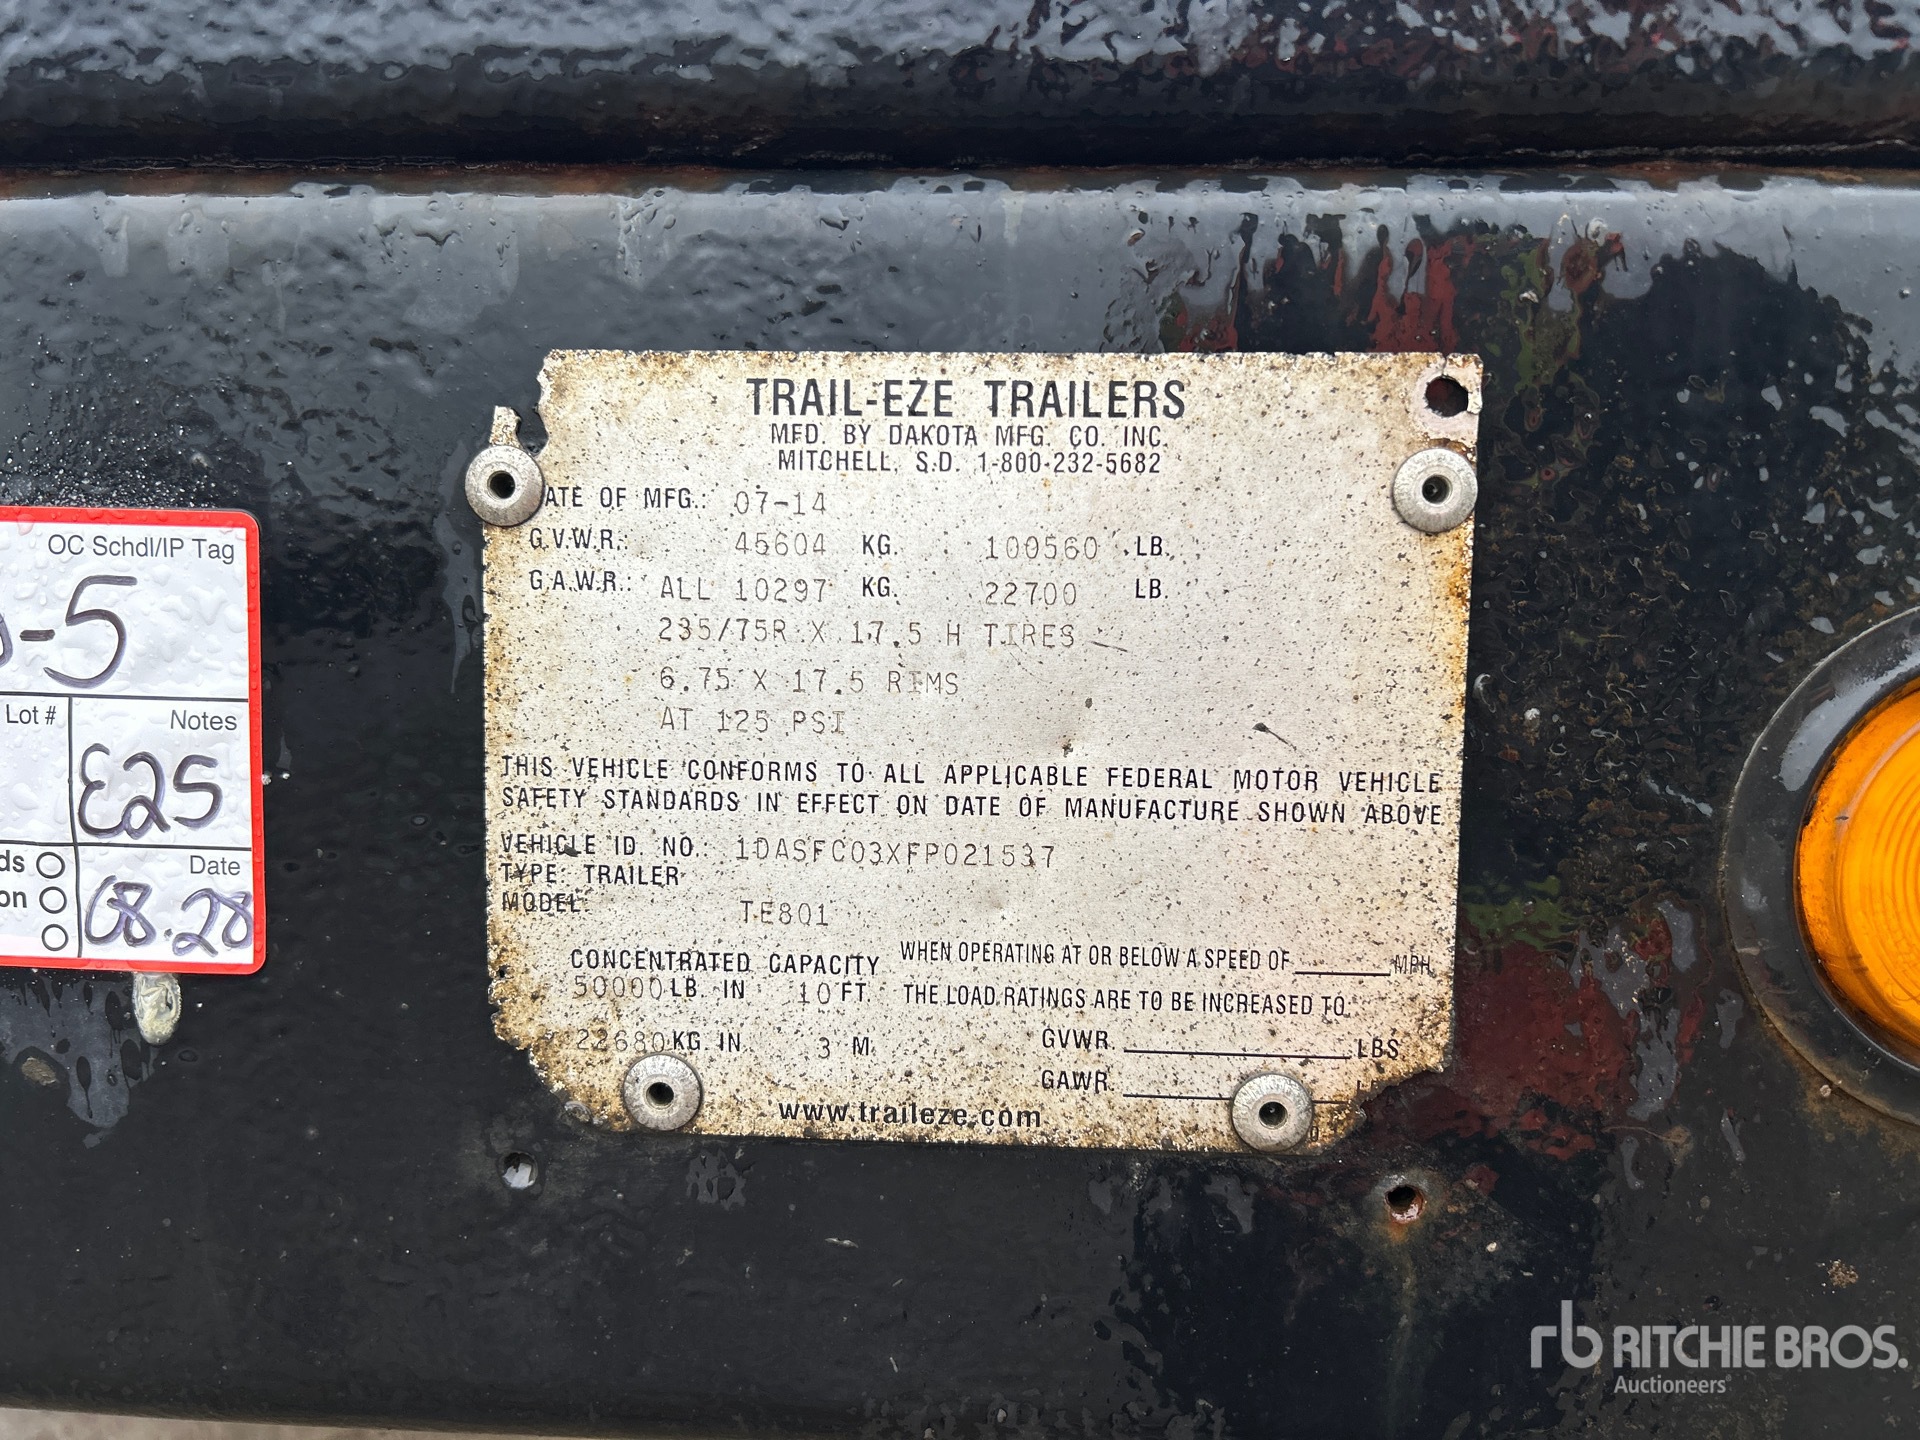 TRAIL-EZE TRAILERS
MFD. BY DAKOTA MFG. CO. INC.
MITCHELL, S.D. 1-800-232-5682
ATE OF MFG.: 07-14
G.V.W.R.: 45604 KG. 100560 LB.
G.A.W.R.: ALL 10297 KG. 22700 LB.
235/75R X 17.5 H TIRES
6.75 X 17.5 RIMS
AT 125 PSI
THIS VEHICLE CONFORMS TO ALL APPLICABLE FEDERAL MOTOR VEHICLE
SAFETY STANDARDS IN EFFECT ON DATE OF MANUFACTURE SHOWN ABOVE
VEHICLE ID. NO.: 1DASFC03XFP021537
TYPE: TRAILER
MODEL: TE801
CONCENTRATED CAPACITY
50000 LB. IN 10 FT.
22680 KG. IN 3 M
WHEN OPERATING AT OR BELOW A SPEED OF ______ MPH
THE LOAD RATINGS ARE TO BE INCREASED TO
GVWR. ______ LBS
GAWR. ______
www.traileze.com
OC Schdl/IP Tag
-5
Lot #
Notes
E25
ds
on
Date
08.28
rb RITCHIE BROS.
Auctioneers